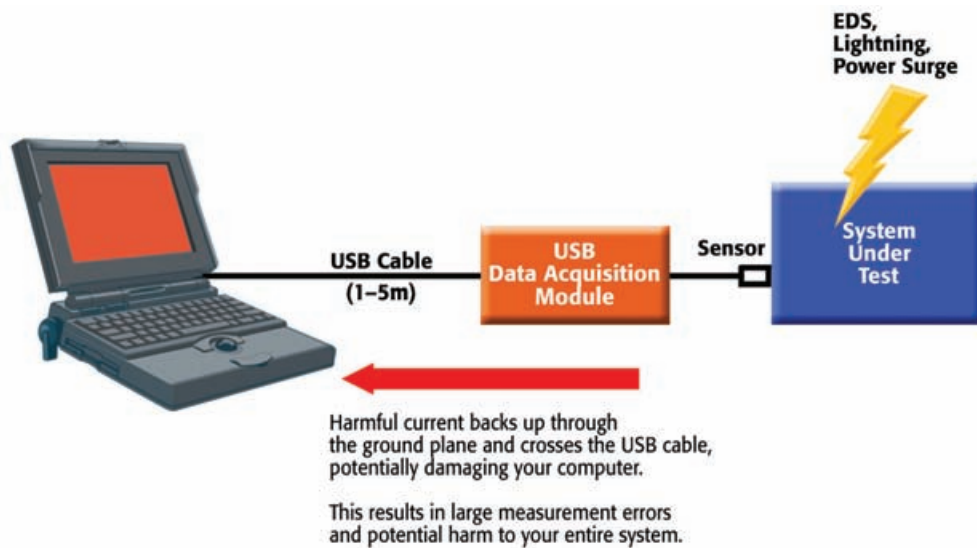 EDS,
Lightning,
Power Surge
System
Under
Test
Sensor
USB
Data Acquisition
Module
USB Cable
(1–5m)
Harmful current backs up through
the ground plane and crosses the USB cable,
potentially damaging your computer.
This results in large measurement errors
and potential harm to your entire system.